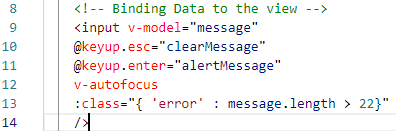 8 <!-- Binding Data to the view -->
9 <input v-model="message"
10 @keyup.esc="clearMessage"
11 @keyup.enter="alertMessage"
12 v-autofocus
13 :class="{ 'error' : message.length > 22}"
14 />